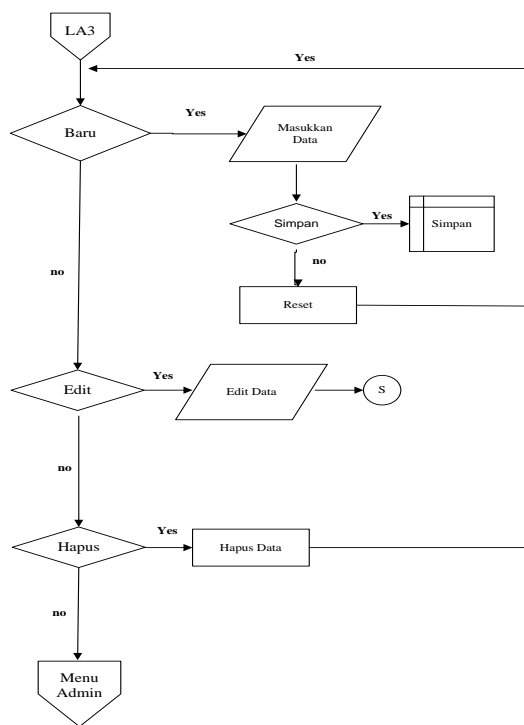 LA3
Yes
Baru
Yes
Masukkan
Data
Simpan
Yes
Simpan
no
no
Reset
Edit
Yes
Edit Data
S
no
Hapus
Yes
Hapus Data
no
Menu
Admin